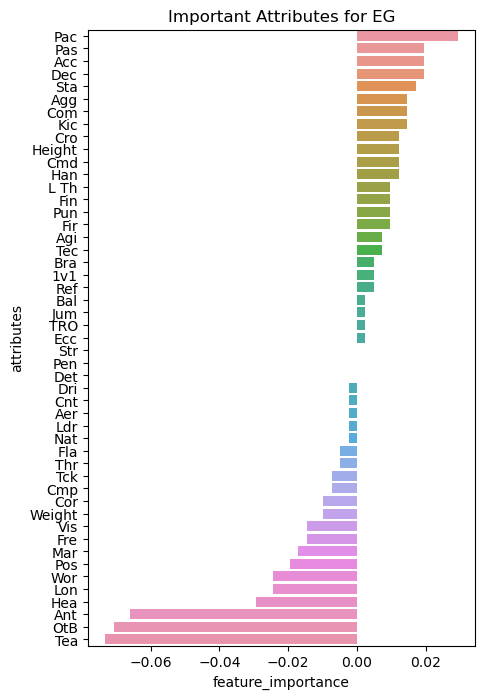 Important Attributes for EG
Pac
Pas
Acc
Dec
Sta
Agg
Com
Kic
Cro
Height
Cmd
Han
L Th
Fin
Pun
Fir
Agi
Tec
Bra
1v1
Ref
Bal
Jum
TRO
Ecc
Str
Pen
Det
Dri
Cnt
Aer
Ldr
Nat
Fla
Thr
Tck
Cmp
Cor
Weight
Vis
Fre
Mar
Pos
Wor
Lon
Hea
Ant
OtB
Tea
attributes
−0.06
−0.04
−0.02
0.00
0.02
feature_importance